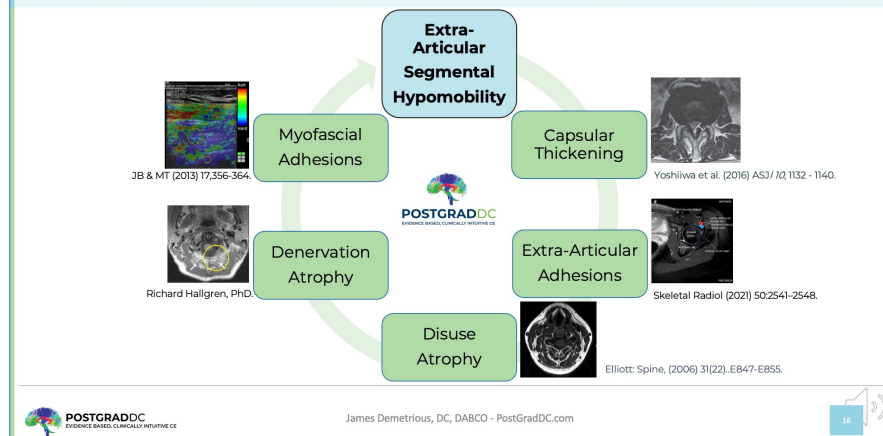 Extra-
Articular
Segmental
Hypomobility
Capsular
Thickening
Yoshiiwa et al. (2016) ASJ/ 10, 1132 - 1140.
Extra-Articular
Adhesions
Skeletal Radiol (2021) 50:2541–2548.
Disuse
Atrophy
Elliott: Spine, (2006) 31(22)..E847-E855.
Denervation
Atrophy
Richard Hallgren, PhD.
Myofascial
Adhesions
JB & MT (2013) 17,356-364.
Soft
Hard
POSTGRADDC
EVIDENCE BASED, CLINICALLY INTUITIVE CE
POSTGRADDC
EVIDENCE BASED, CLINICALLY INTUITIVE CE
James Demetrious, DC, DABCO - PostGradDC.com
16